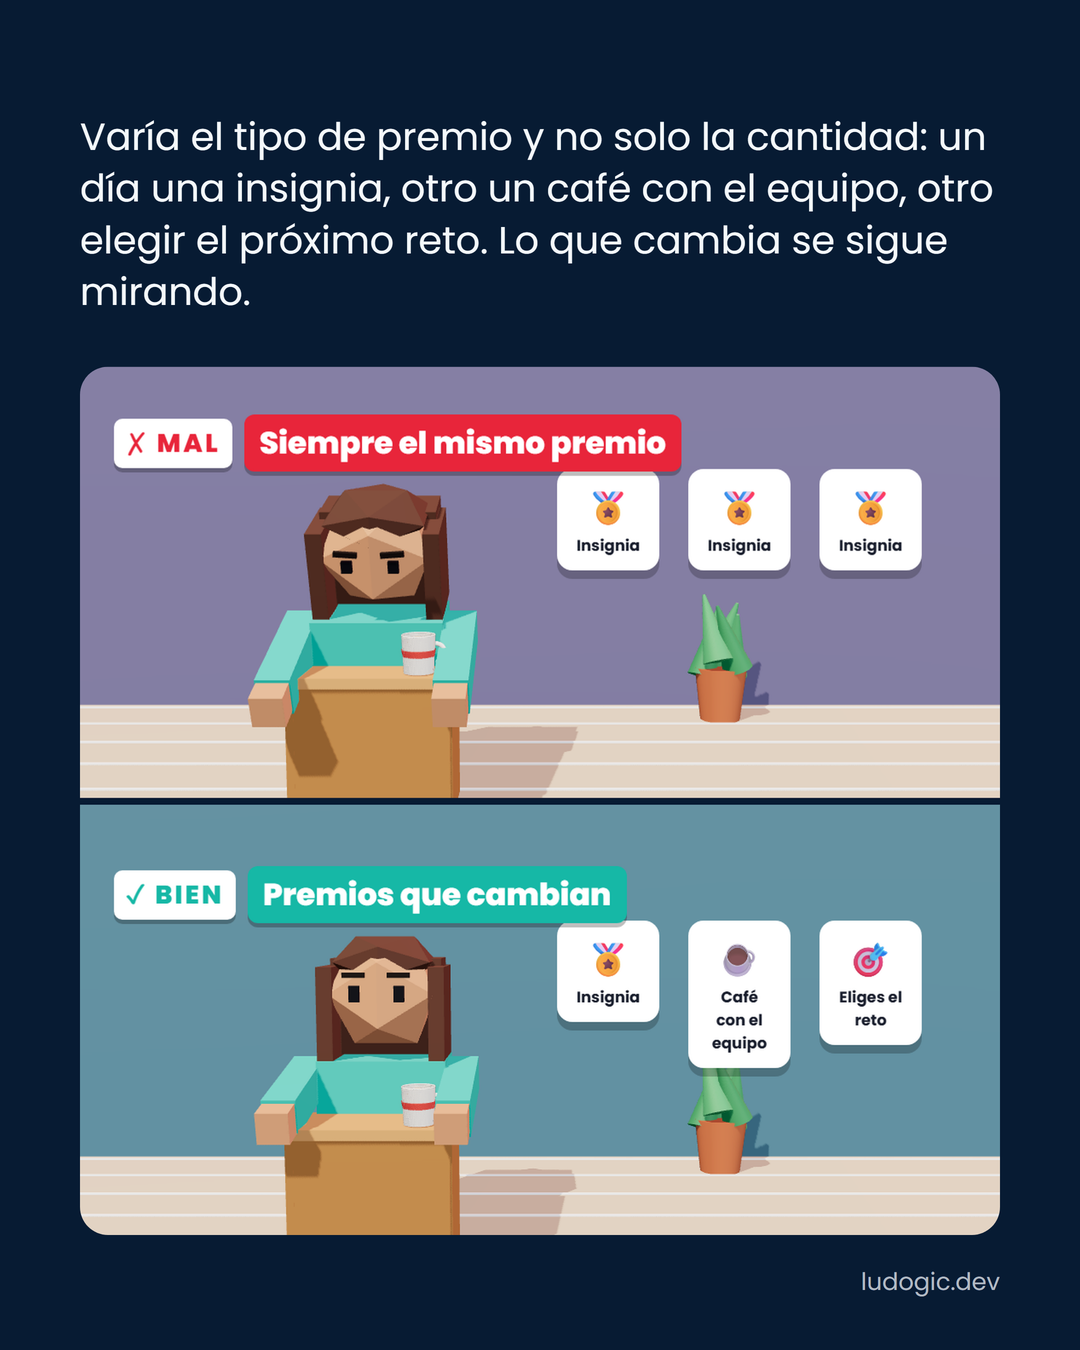 Varía el tipo de premio y no solo la cantidad: un
día una insignia, otro un café con el equipo, otro
elegir el próximo reto. Lo que cambia se sigue
mirando.
✗ MAL
Siempre el mismo premio
Insignia
Insignia
Insignia
✓ BIEN
Premios que cambian
Insignia
Café
con el
equipo
Eliges el
reto
ludogic.dev